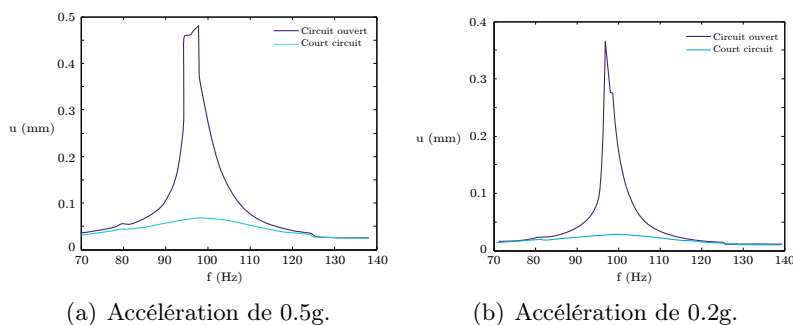 0.5
0.4
0.3
0.2
0.1
0
u (mm)
70 80 90 100 110 120 130 140
f (Hz)
Circuit ouvert
Court circuit
(a) Accélération de 0.5g.
0.4
0.3
0.2
0.1
0
u (mm)
70 80 90 100 110 120 130 140
f (Hz)
Circuit ouvert
Court circuit
(b) Accélération de 0.2g.